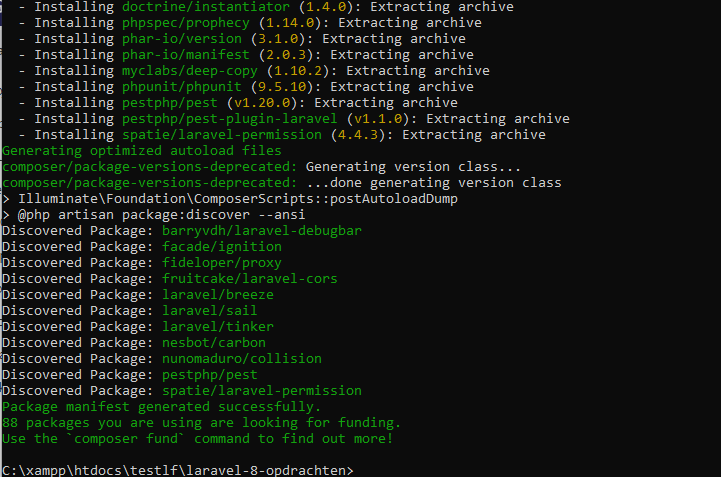 - Installing doctrine/instantiator (1.4.0): Extracting archive
- Installing phpspec/prophecy (1.14.0): Extracting archive
- Installing phar-io/version (3.1.0): Extracting archive
- Installing phar-io/manifest (2.0.3): Extracting archive
- Installing myclabs/deep-copy (1.10.2): Extracting archive
- Installing phpunit/phpunit (9.5.10): Extracting archive
- Installing pestphp/pest (v1.20.0): Extracting archive
- Installing pestphp/pest-plugin-laravel (v1.1.0): Extracting archive
- Installing spatie/laravel-permission (4.4.3): Extracting archive
Generating optimized autoload files
composer/package-versions-deprecated: Generating version class...
composer/package-versions-deprecated: ...done generating version class
> Illuminate\Foundation\ComposerScripts::postAutoloadDump
> @php artisan package:discover --ansi
Discovered Package: barryvdh/laravel-debugbar
Discovered Package: facade/ignition
Discovered Package: fideloper/proxy
Discovered Package: fruitcake/laravel-cors
Discovered Package: laravel/breeze
Discovered Package: laravel/sail
Discovered Package: laravel/tinker
Discovered Package: nesbot/carbon
Discovered Package: nunomaduro/collision
Discovered Package: pestphp/pest
Discovered Package: spatie/laravel-permission
Package manifest generated successfully.
88 packages you are using are looking for funding.
Use the `composer fund` command to find out more!
C:\xampp\htdocs\testlf\laravel-8-opdrachten>